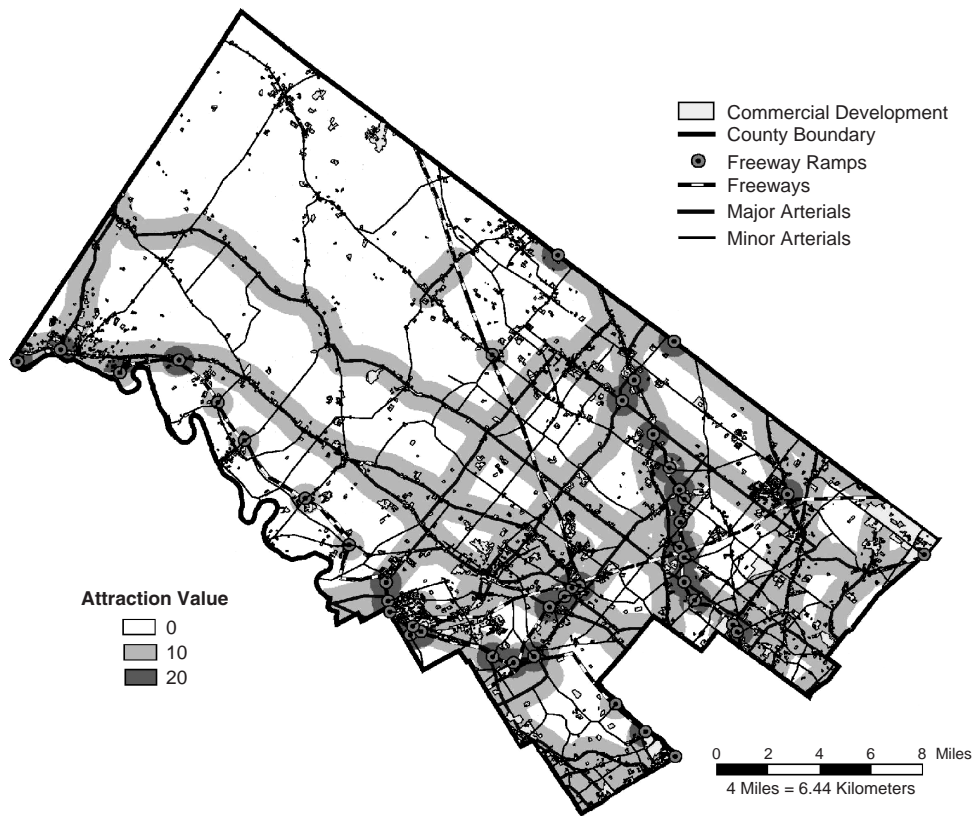 Commercial Development
County Boundary
Freeway Ramps
Freeways
Major Arterials
Minor Arterials
Attraction Value
0
10
20
0 2 4 6 8 Miles
4 Miles = 6.44 Kilometers